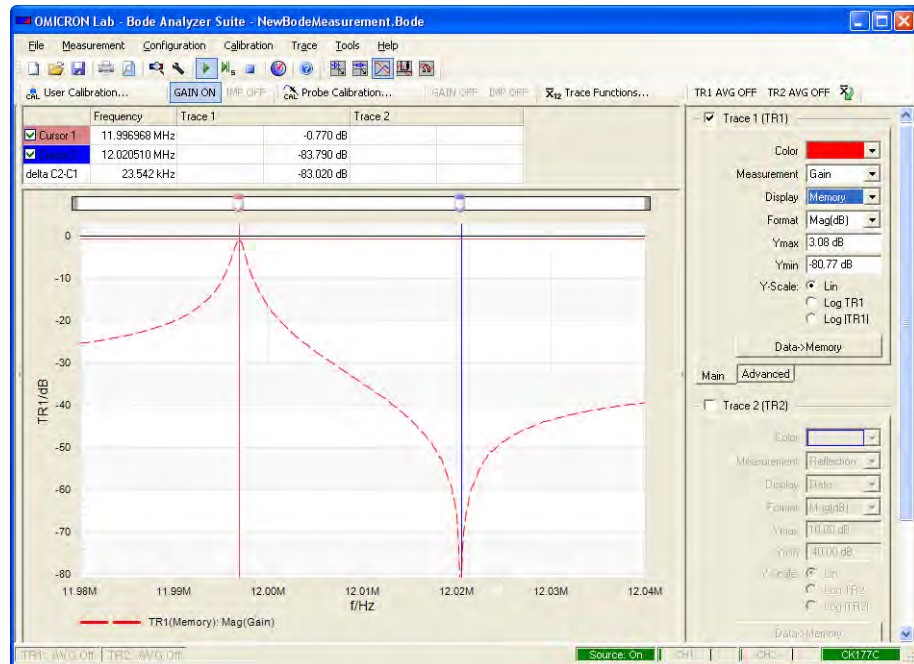 OMICRON Lab - Bode Analyzer Suite - NewBodeMeasurement.Bode
File Measurement Configuration Calibration Trace Tools Help
CAL User Calibration... GAIN ON IMP OFF CAL Probe Calibration... GAIN OFF IMP OFF X12 Trace Functions... TR1 AVG OFF TR2 AVG OFF
Frequency Trace 1 Trace 2
Cursor 1 11.996968 MHz -0.770 dB
Cursor 2 12.020510 MHz -83.790 dB
delta C2-C1 23.542 kHz -83.020 dB
TR1/dB
0
-10
-20
-30
-40
-50
-60
-70
-80
11.98M 11.99M 12.00M 12.01M 12.02M 12.03M 12.04M
f/Hz
TR1(Memory): Mag(Gain)
Trace 1 (TR1)
Color
Measurement Gain
Display Memory
Format Mag(dB)
Ymax 3.08 dB
Ymin -80.77 dB
Y-Scale: Lin
Log TR1
Log |TR1|
Data->Memory
Main Advanced
Trace 2 (TR2)
Color
Measurement Reflection
Display Data
Format Mag(dB)
Ymax 10.00 dB
Ymin -40.00 dB
Y-Scale: Lin
Log TR2
Log |TR2|
Data->Memory
TR1: AVG Off TR2: AVG Off Source: On CH1 CH2 CK177C